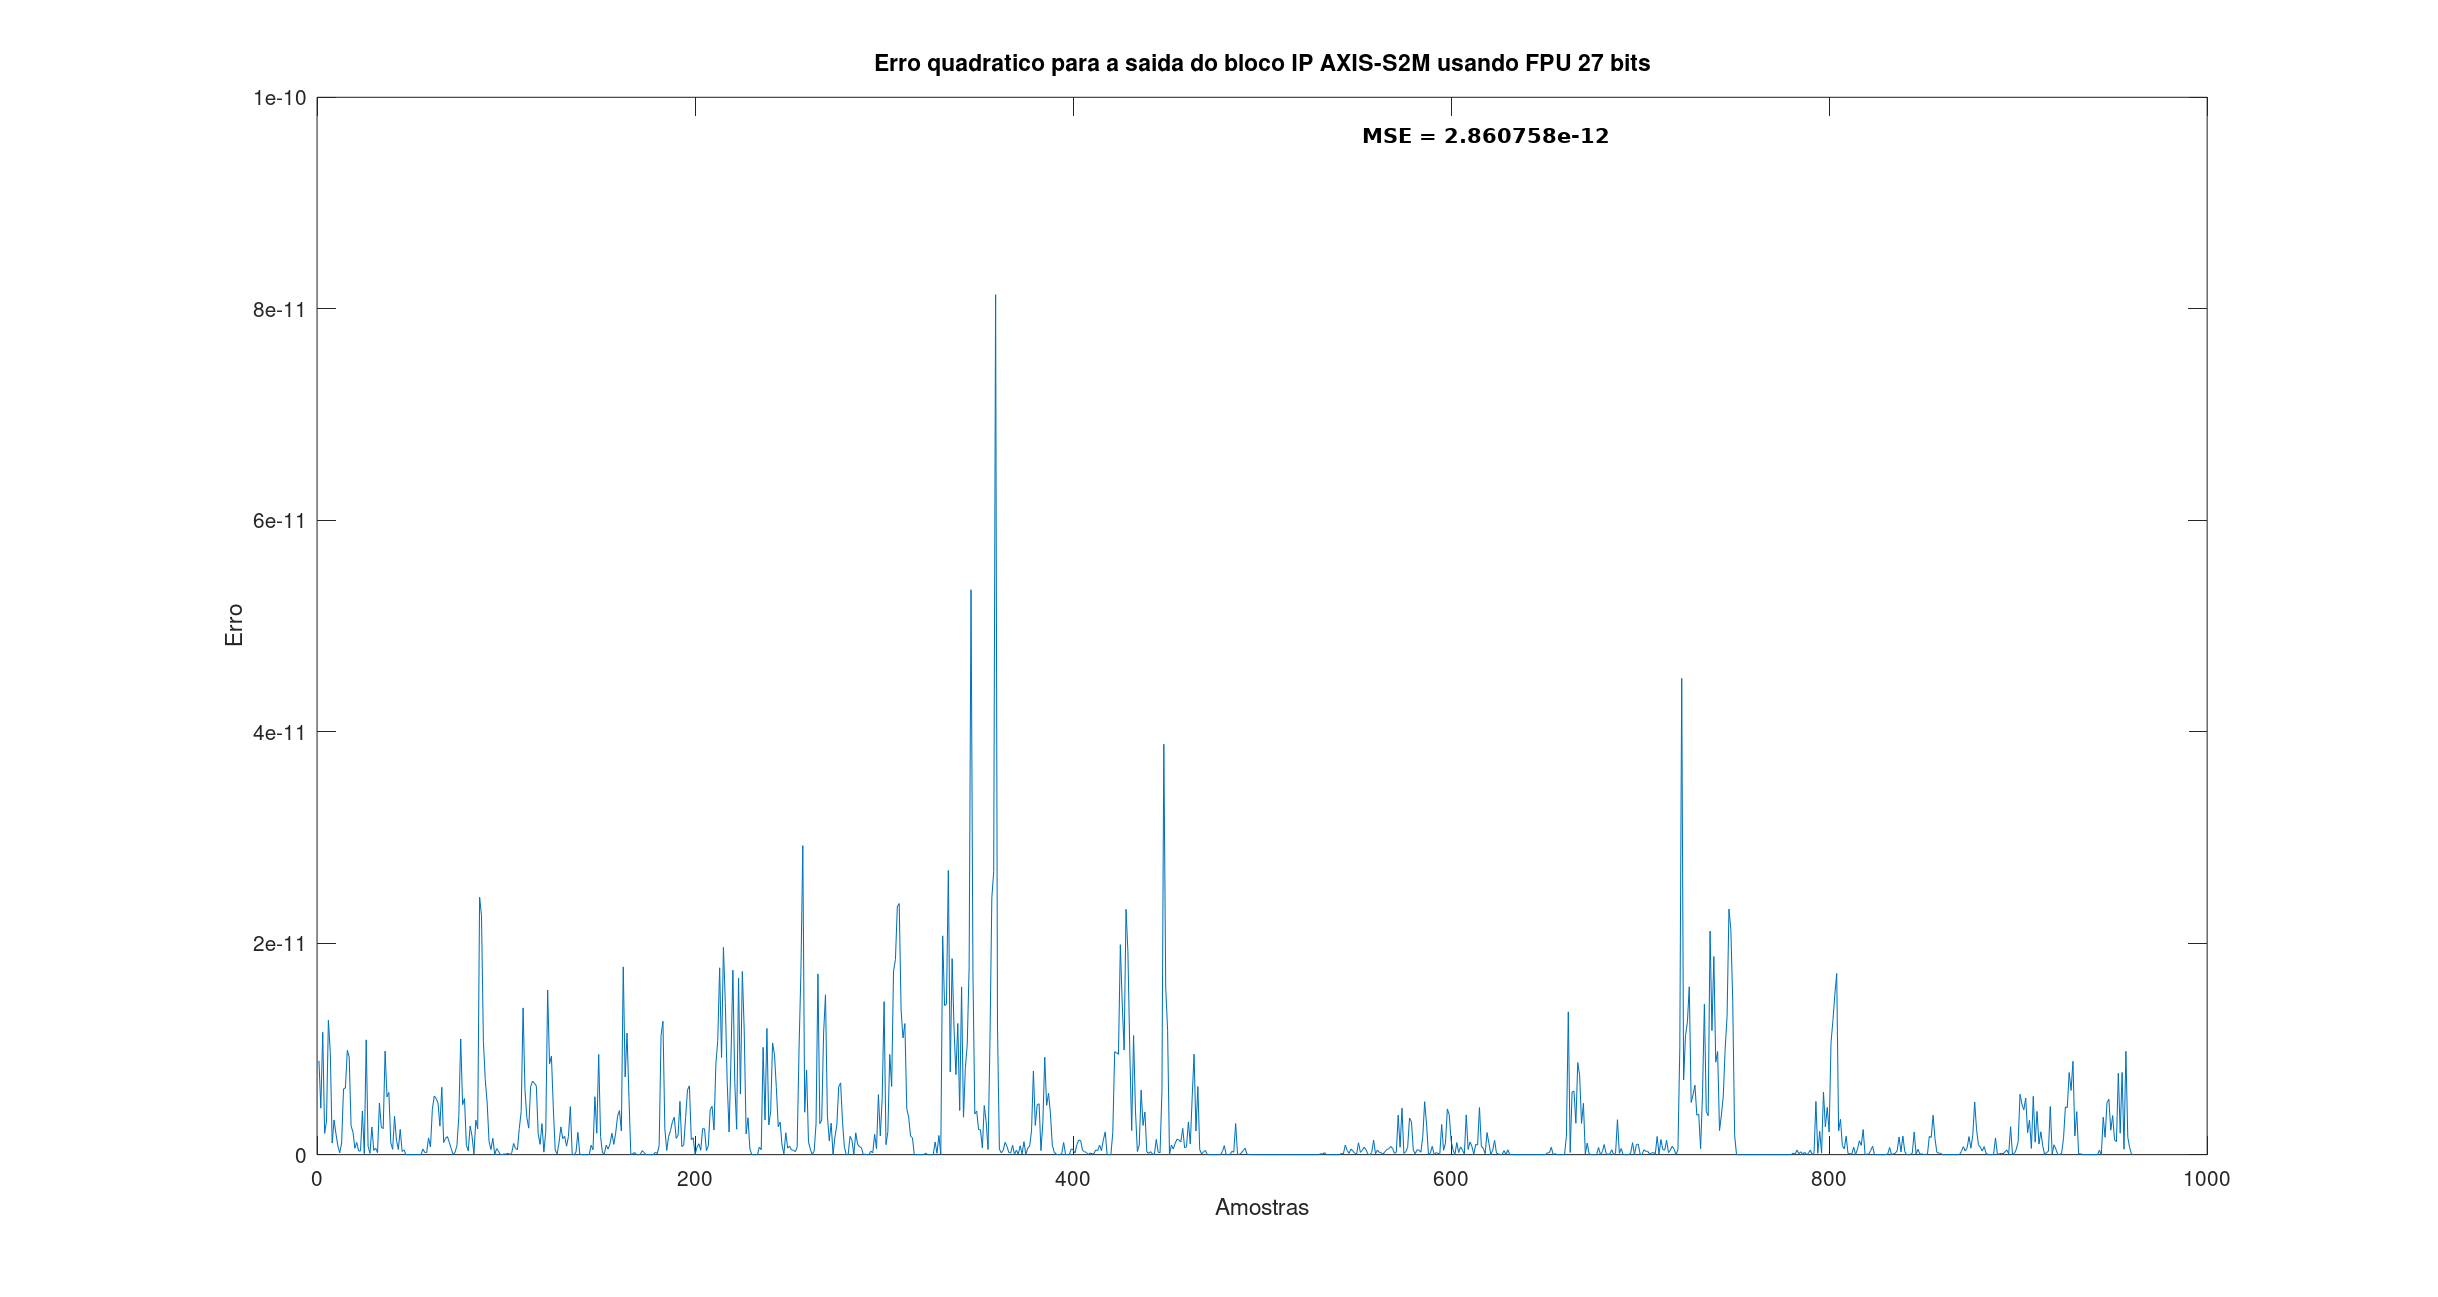 Erro quadratico para a saida do bloco IP AXIS-S2M usando FPU 27 bits
MSE = 2.860758e-12
1e-10
8e-11
6e-11
4e-11
2e-11
0
Erro
0 200 400 600 800 1000
Amostras